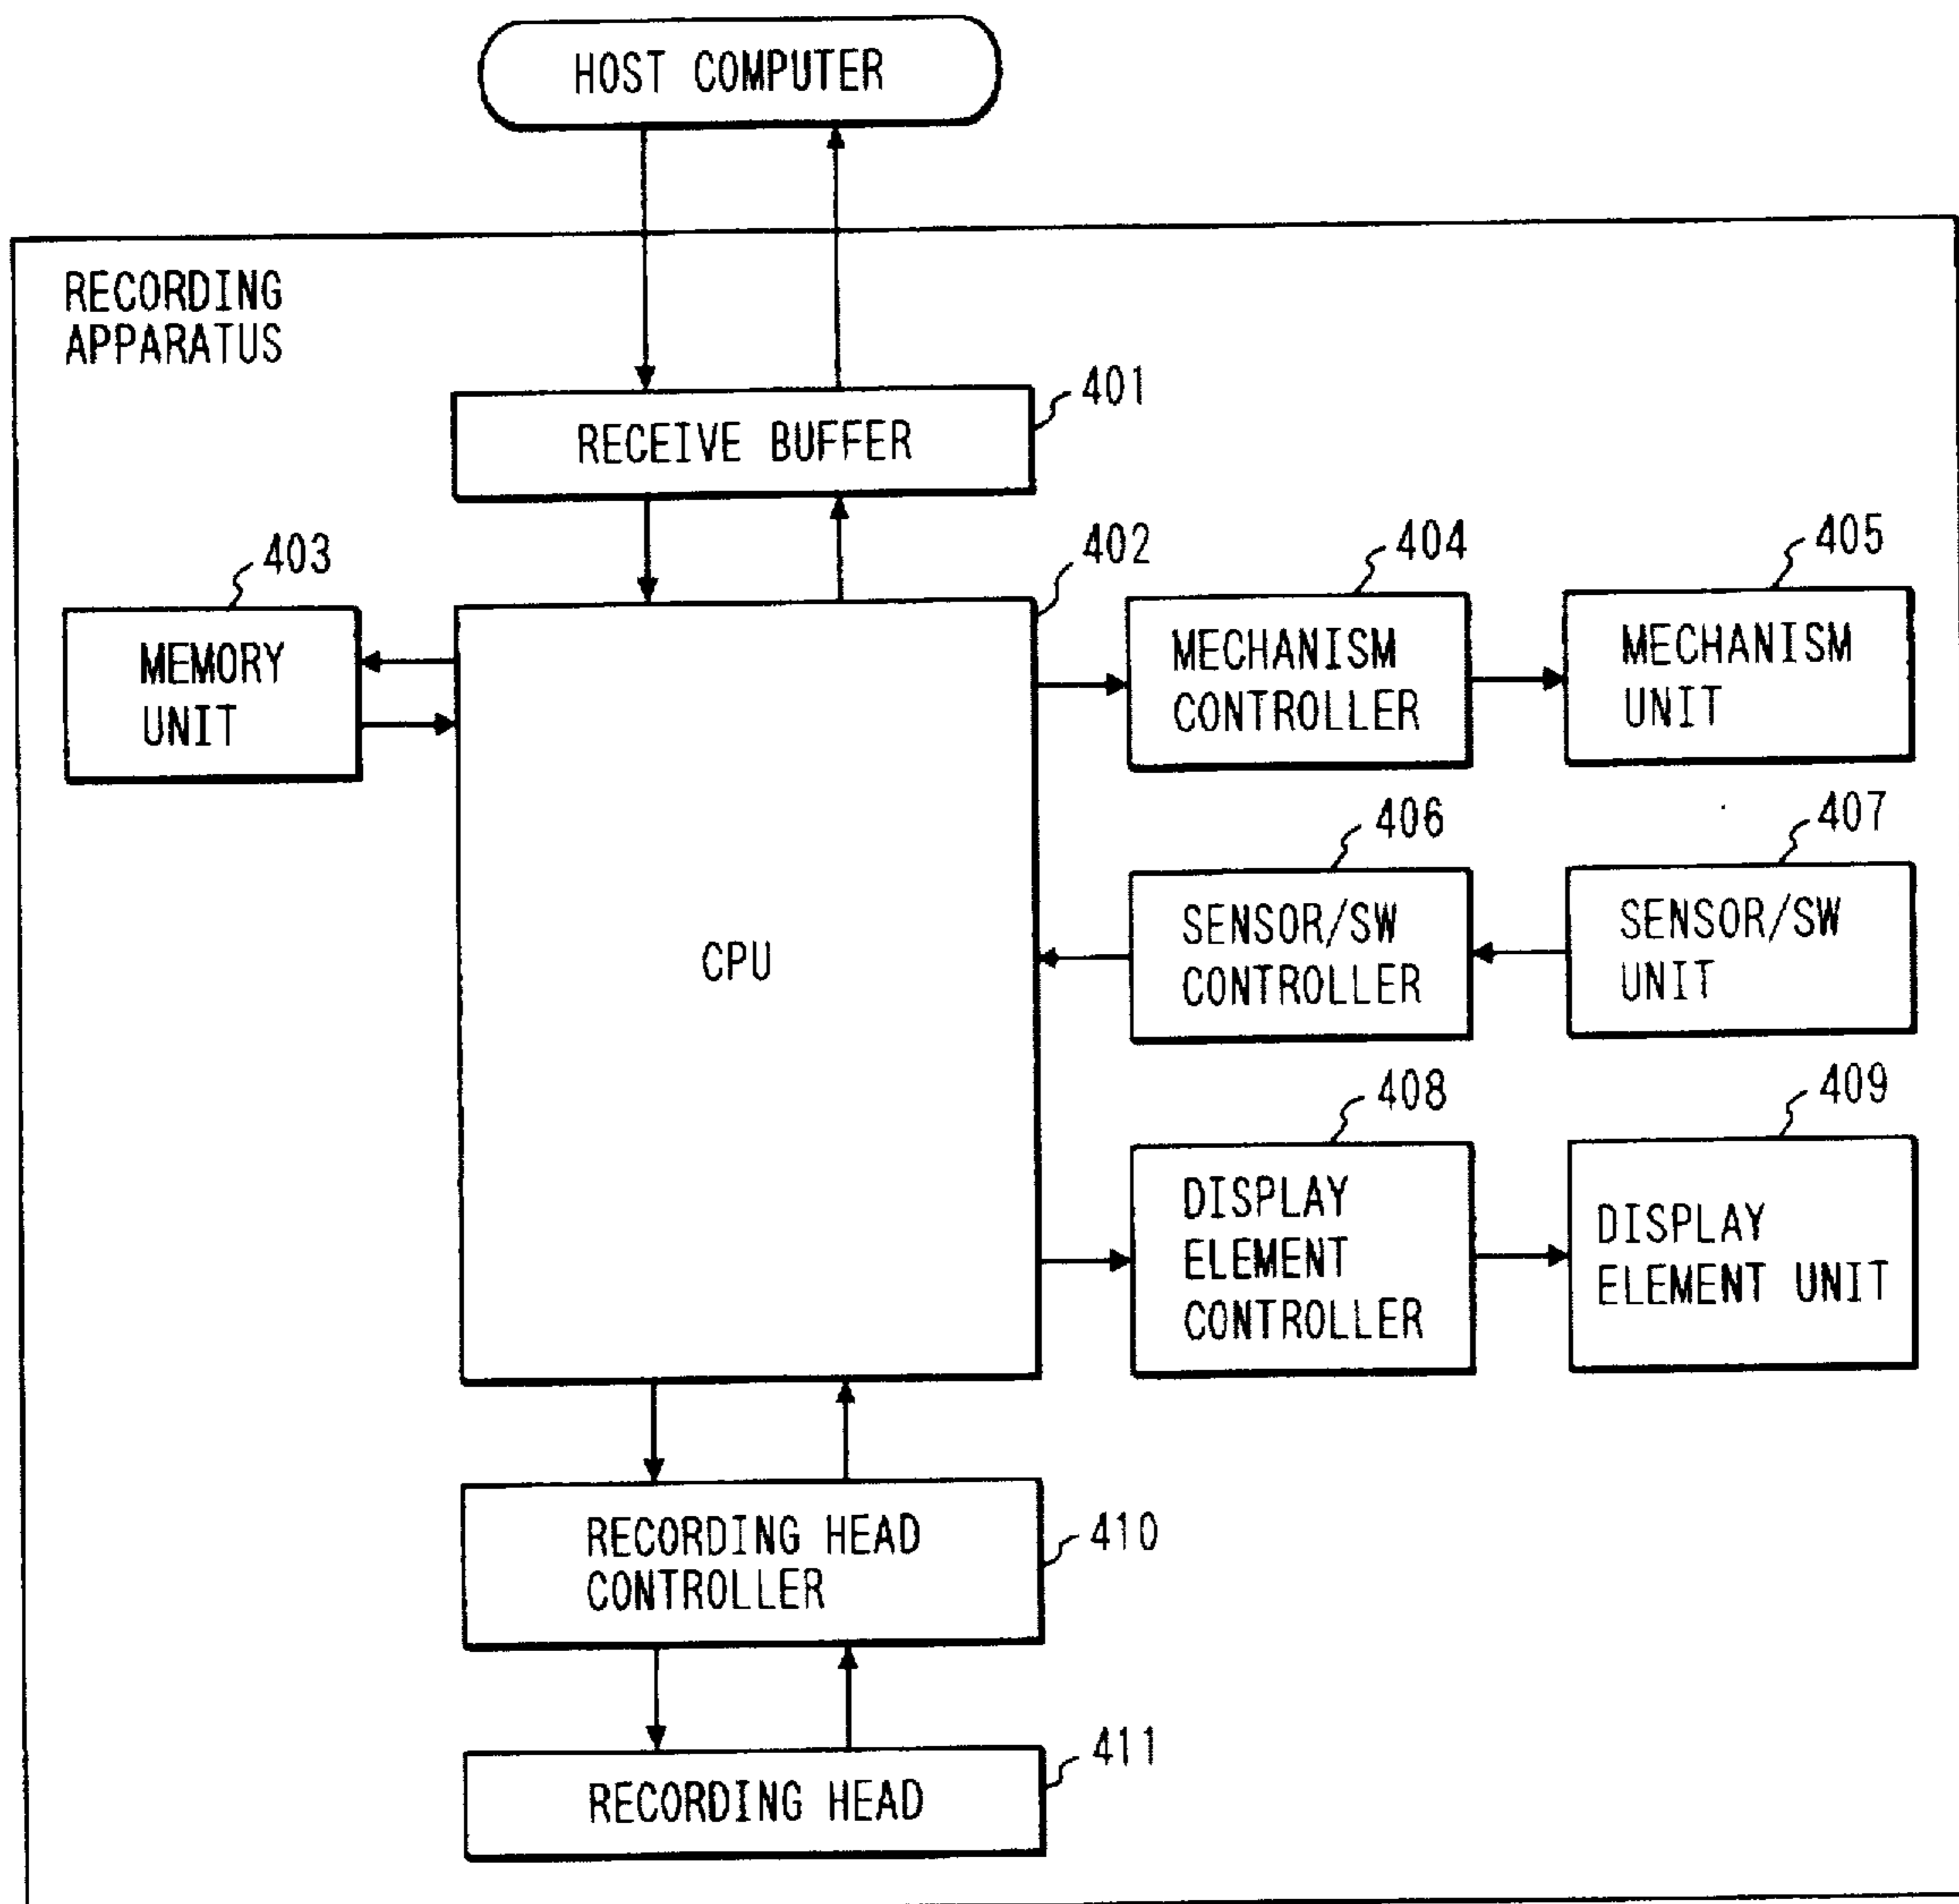 HOST COMPUTER
RECORDING
APPARATUS
401
RECEIVE BUFFER
403
402
404
405
MEMORY
UNIT
MECHANISM
CONTROLLER
MECHANISM
UNIT
406
407
CPU
SENSOR/SW
CONTROLLER
SENSOR/SW
UNIT
408
409
DISPLAY
ELEMENT
CONTROLLER
DISPLAY
ELEMENT UNIT
RECORDING HEAD
CONTROLLER
410
RECORDING HEAD
411